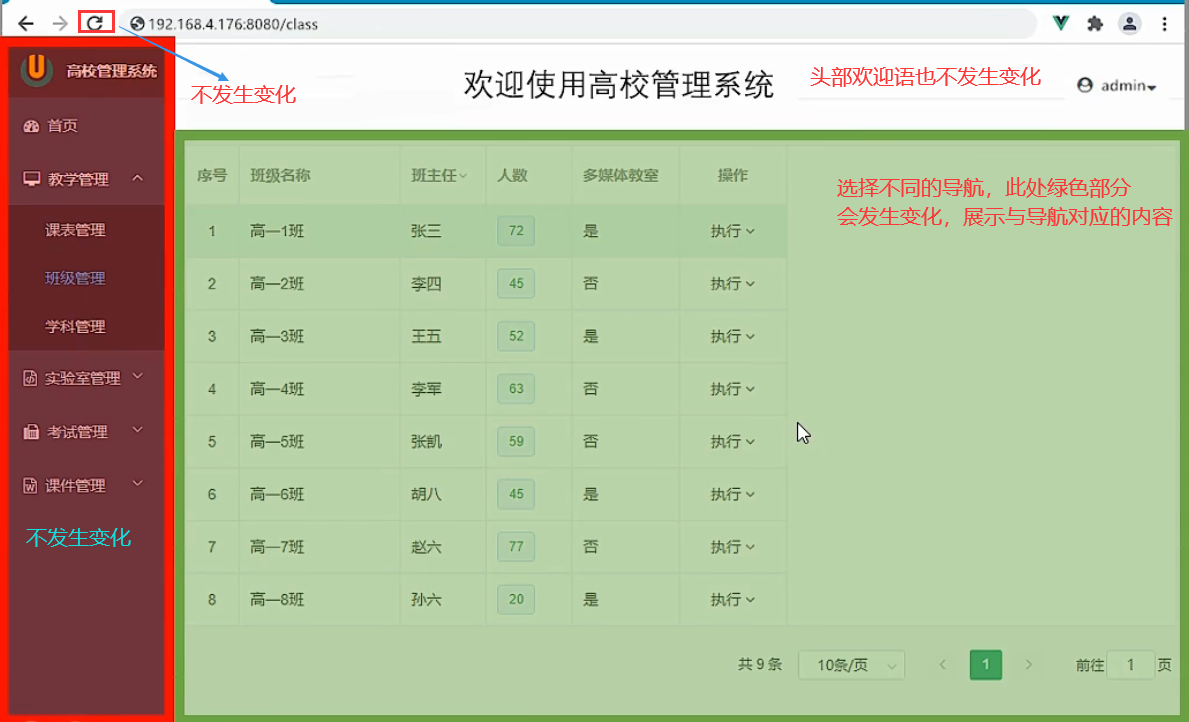 192.168.4.176:8080/class
高校管理系统
不发生变化
欢迎使用高校管理系统
头部欢迎语也不发生变化
admin
首页
教学管理
课表管理
班级管理
学科管理
实验室管理
考试管理
课件管理
不发生变化
序号 班级名称 班主任 人数 多媒体教室 操作
1 高一1班 张三 72 是 执行
2 高一2班 李四 45 否 执行
3 高一3班 王五 52 是 执行
4 高一4班 李军 63 否 执行
5 高一5班 张凯 59 否 执行
6 高一6班 胡八 45 是 执行
7 高一7班 赵六 77 否 执行
8 高一8班 孙六 20 是 执行
选择不同的导航，此处绿色部分
会发生变化，展示与导航对应的内容
共 9 条 10条/页 1 前往 1 页